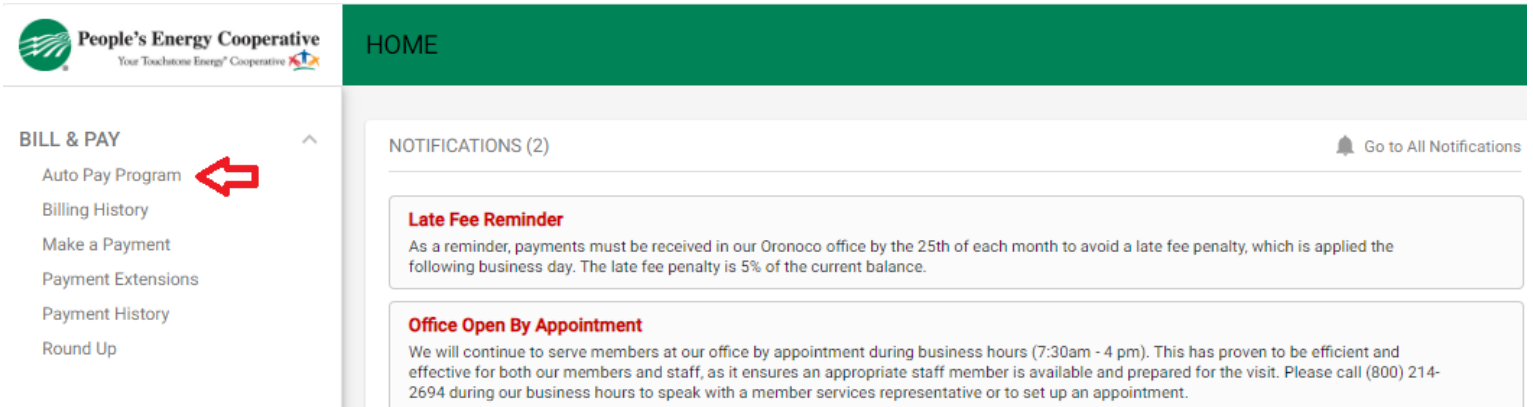 People's Energy Cooperative
Your Touchstone Energy® Cooperative
HOME
BILL & PAY
Auto Pay Program
Billing History
Make a Payment
Payment Extensions
Payment History
Round Up
NOTIFICATIONS (2)
Go to All Notifications
Late Fee Reminder
As a reminder, payments must be received in our Oronoco office by the 25th of each month to avoid a late fee penalty, which is applied the
following business day. The late fee penalty is 5% of the current balance.
Office Open By Appointment
We will continue to serve members at our office by appointment during business hours (7:30am - 4 pm). This has proven to be efficient and
effective for both our members and staff, as it ensures an appropriate staff member is available and prepared for the visit. Please call (800) 214-
2694 during our business hours to speak with a member services representative or to set up an appointment.